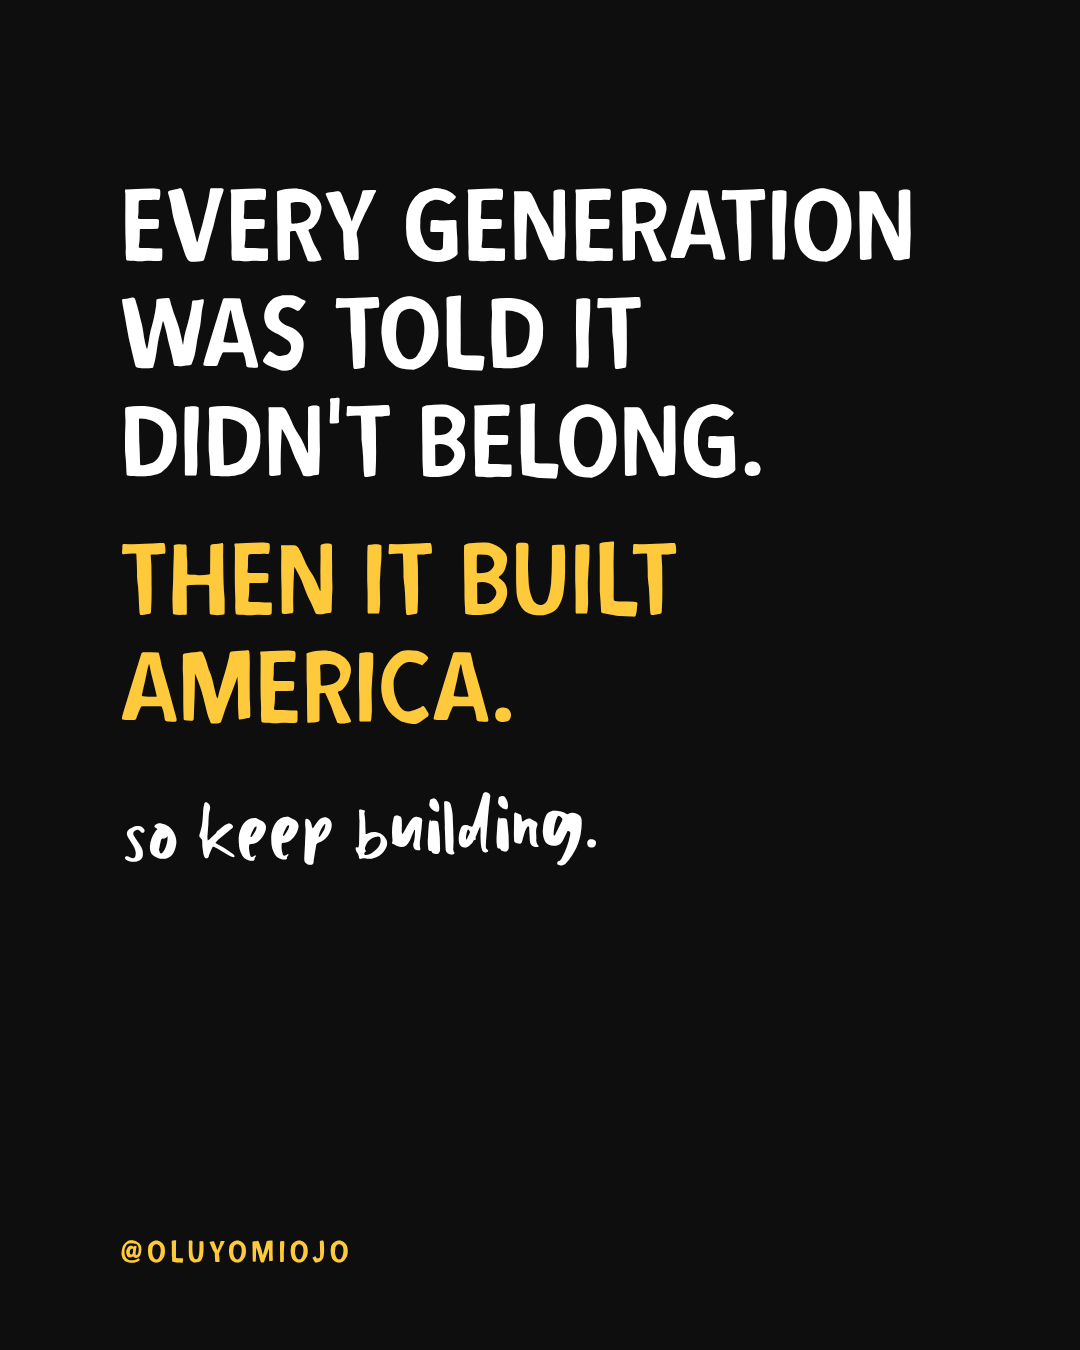 EVERY GENERATION
WAS TOLD IT
DIDN'T BELONG.
THEN IT BUILT
AMERICA.
so keep building.
@OLUYOMIOJO